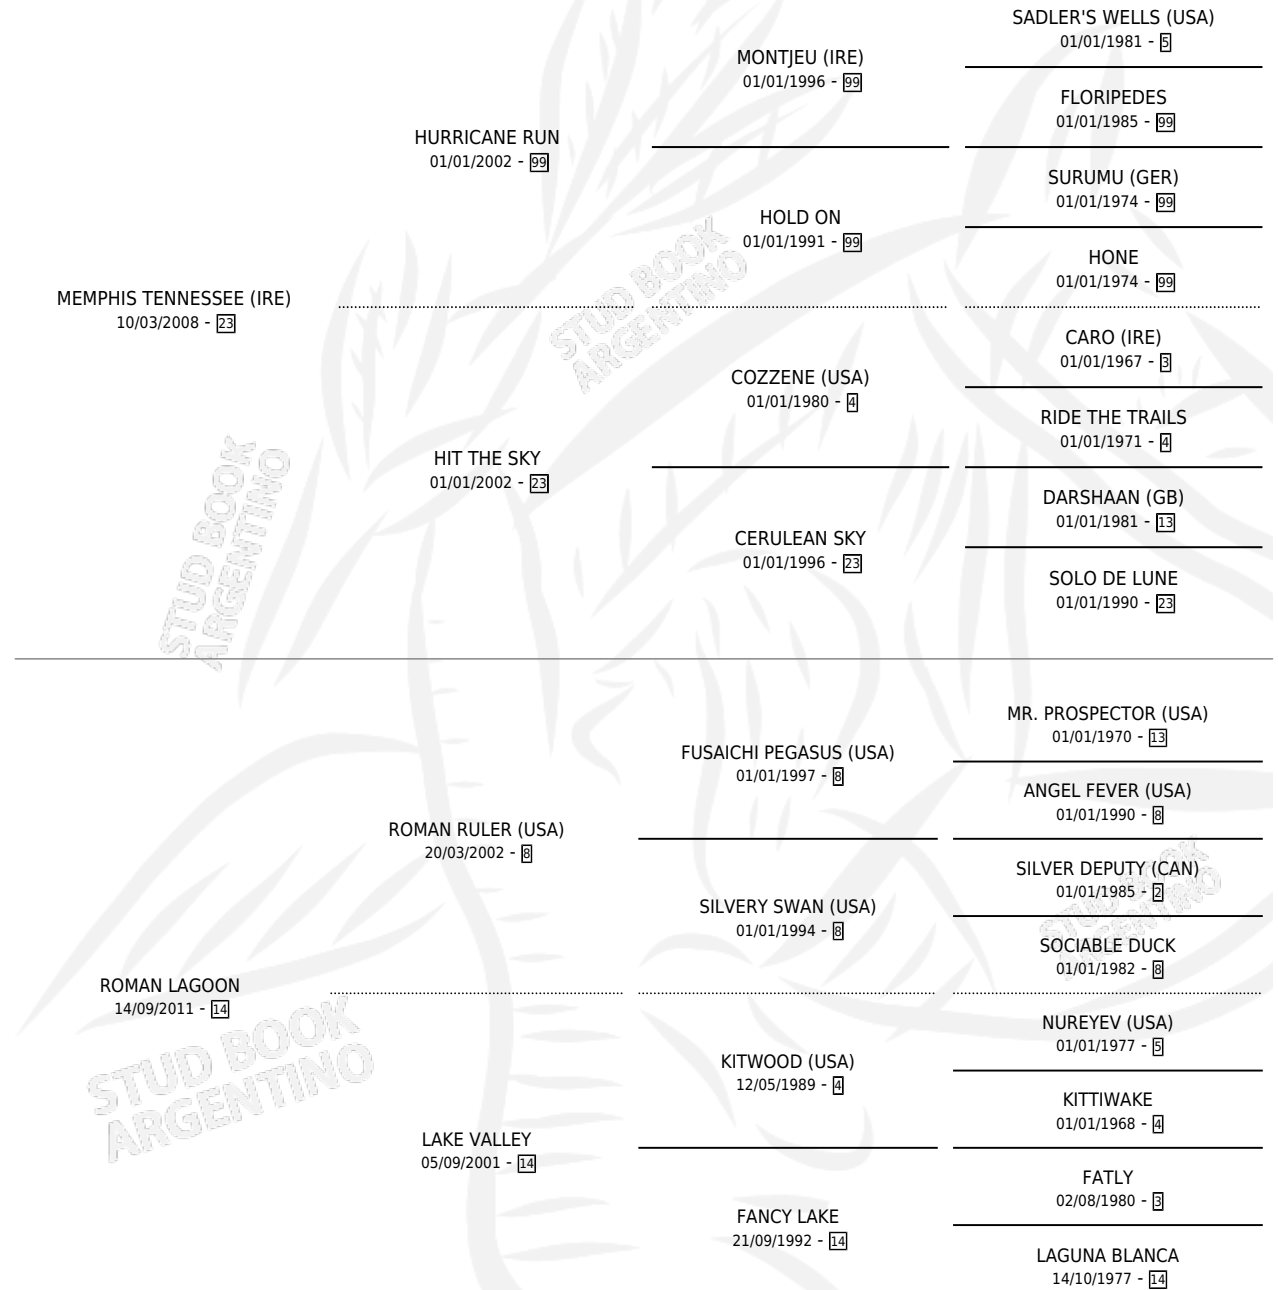 SADLER'S WELLS (USA)
01/01/1981 - 5
MONTJEU (IRE)
01/01/1996 - 99
FLORIPEDES
01/01/1985 - 99
HURRICANE RUN
01/01/2002 - 99
SURUMU (GER)
01/01/1974 - 99
HOLD ON
01/01/1991 - 99
HONE
01/01/1974 - 99
MEMPHIS TENNESSEE (IRE)
10/03/2008 - 23
CARO (IRE)
01/01/1967 - 3
COZZENE (USA)
01/01/1980 - 4
RIDE THE TRAILS
01/01/1971 - 4
HIT THE SKY
01/01/2002 - 23
DARSHAAN (GB)
01/01/1981 - 13
CERULEAN SKY
01/01/1996 - 23
SOLO DE LUNE
01/01/1990 - 23
STUD BOOK
ARGENTINO
STUD BOOK
ARGENTINO
MR. PROSPECTOR (USA)
01/01/1970 - 13
FUSAICHI PEGASUS (USA)
01/01/1997 - 8
ANGEL FEVER (USA)
01/01/1990 - 8
ROMAN RULER (USA)
20/03/2002 - 8
SILVER DEPUTY (CAN)
01/01/1985 - 2
SILVERY SWAN (USA)
01/01/1994 - 8
SOCIABLE DUCK
01/01/1982 - 8
STUD BOOK
ARGENTINO
ROMAN LAGOON
14/09/2011 - 14
NUREYEV (USA)
01/01/1977 - 5
KITWOOD (USA)
12/05/1989 - 4
KITTIWAKE
01/01/1968 - 4
LAKE VALLEY
05/09/2001 - 14
FATLY
02/08/1980 - 3
FANCY LAKE
21/09/1992 - 14
LAGUNA BLANCA
14/10/1977 - 14
STUD BOOK
ARGENTINO